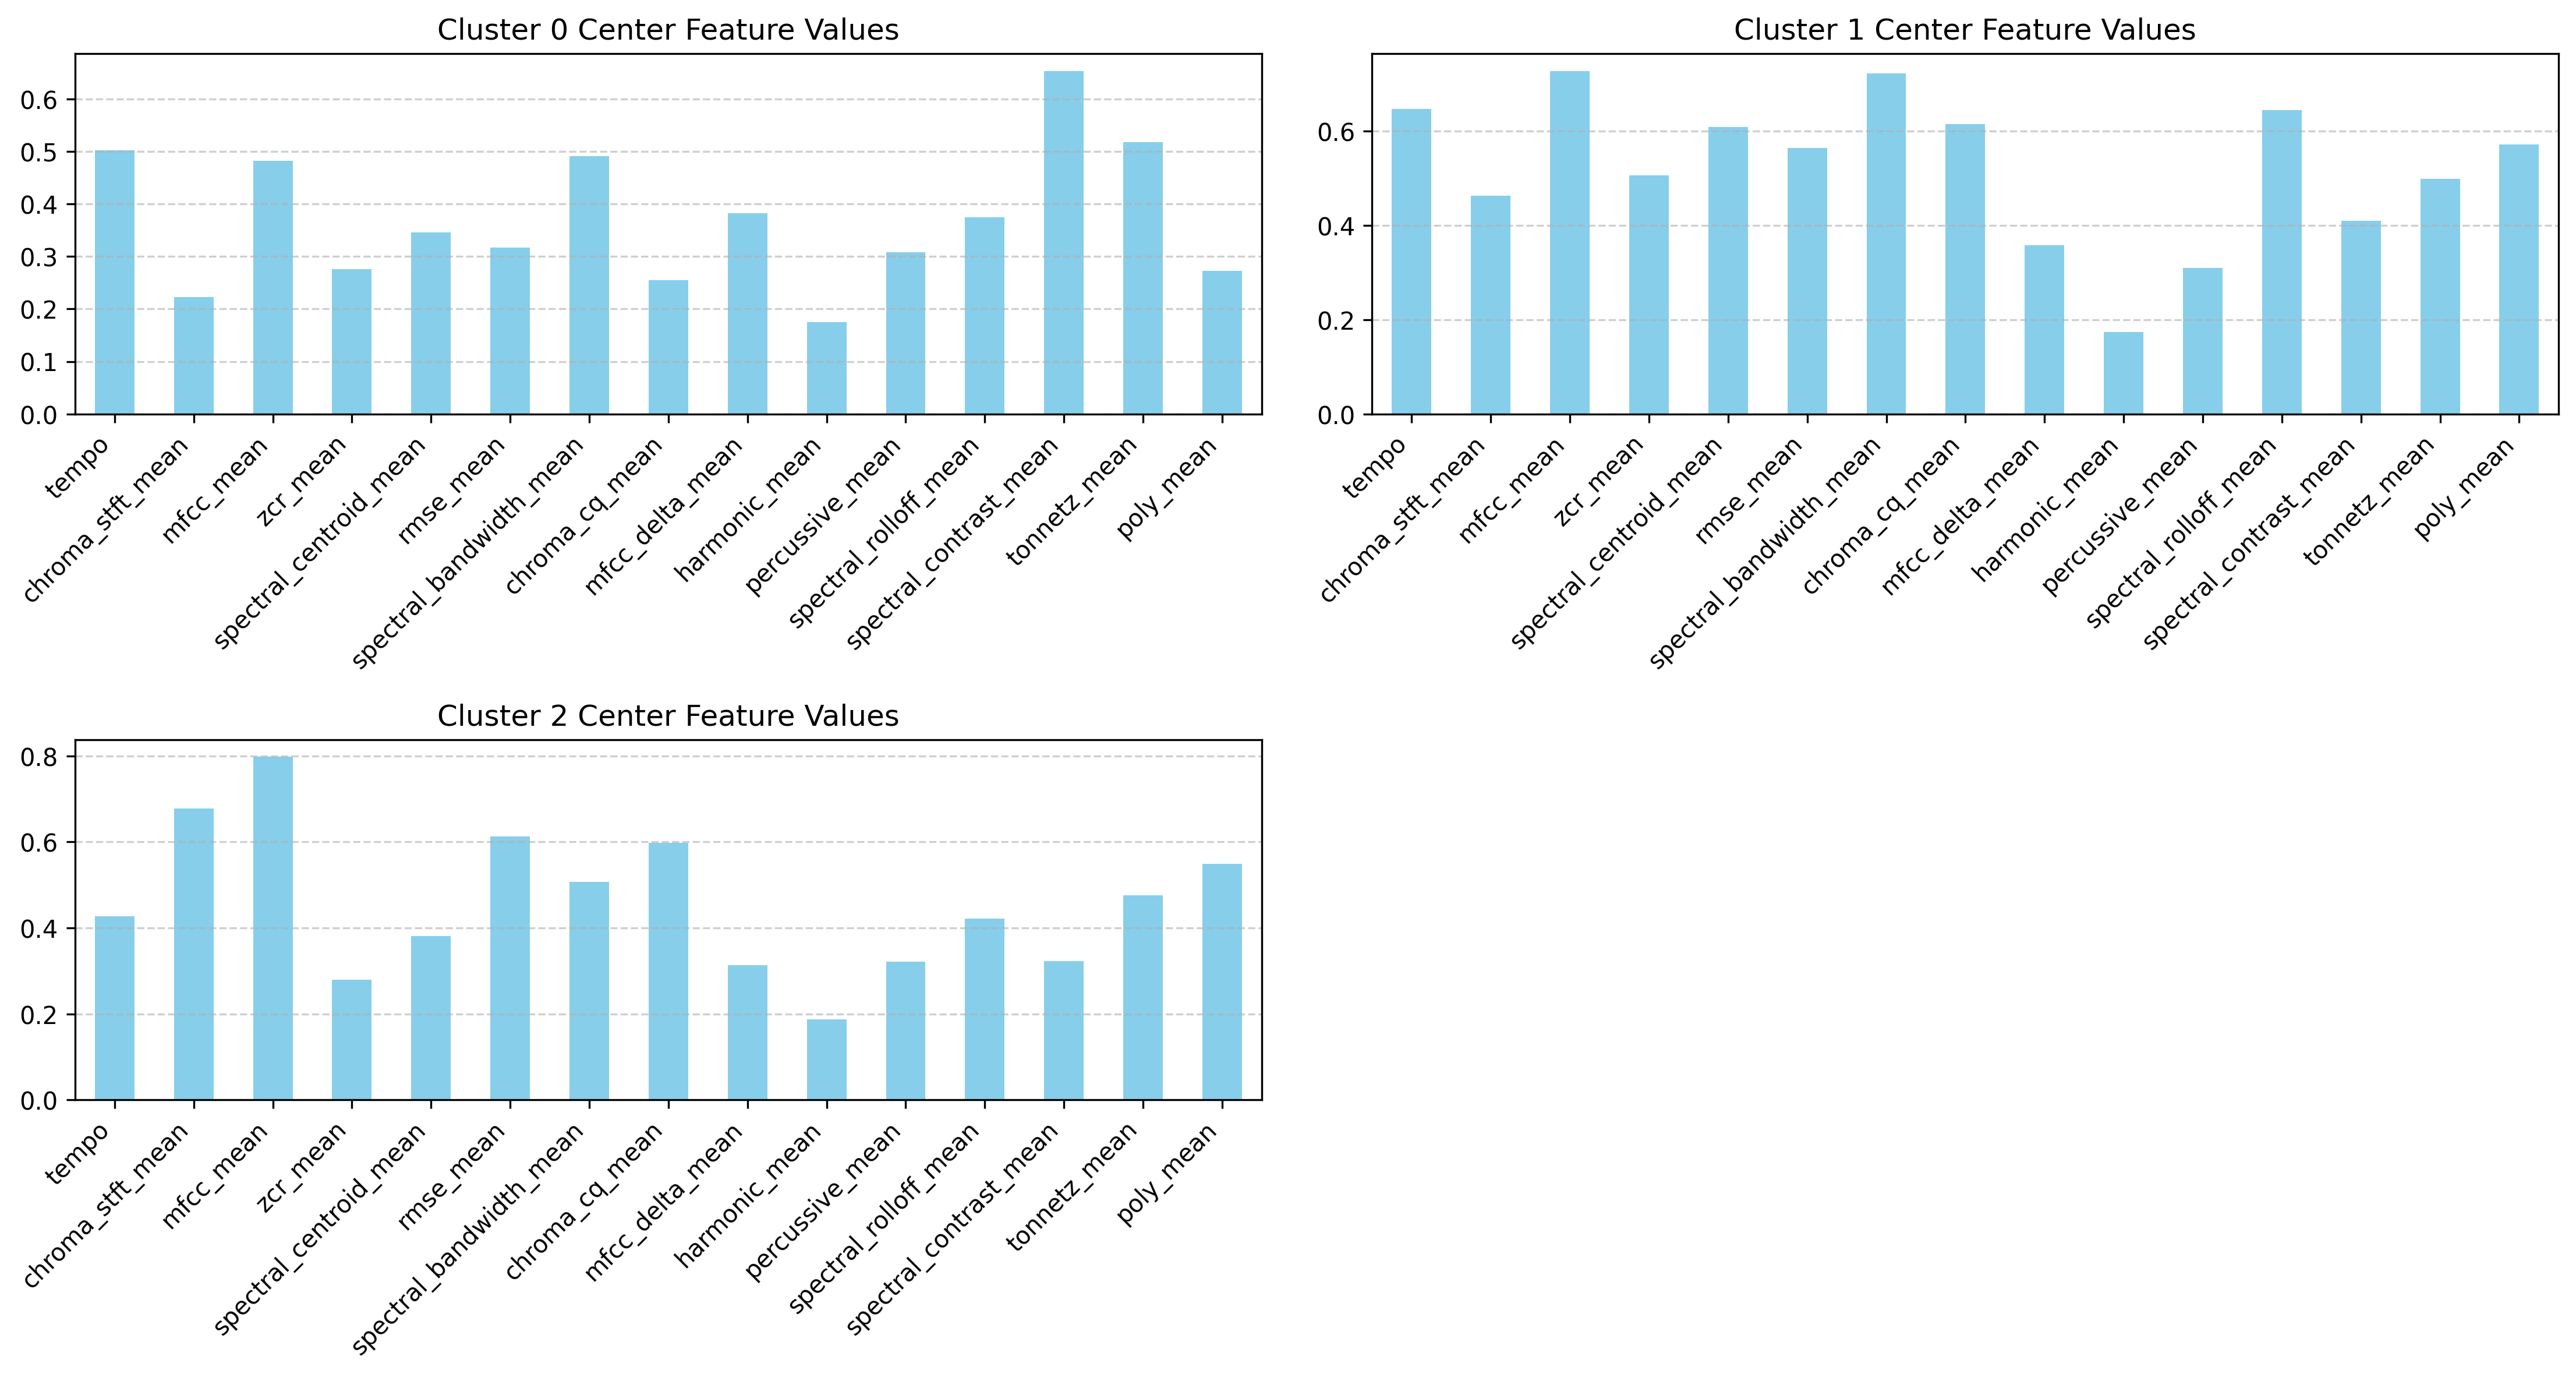 Cluster 0 Center Feature Values
0.6
0.5
0.4
0.3
0.2
0.1
0.0
tempo
chroma_stft_mean
mfcc_mean
zcr_mean
spectral_centroid_mean
rmse_mean
spectral_bandwidth_mean
chroma_cq_mean
mfcc_delta_mean
harmonic_mean
percussive_mean
spectral_rolloff_mean
spectral_contrast_mean
tonnetz_mean
poly_mean
Cluster 1 Center Feature Values
0.6
0.4
0.2
0.0
tempo
chroma_stft_mean
mfcc_mean
zcr_mean
spectral_centroid_mean
rmse_mean
spectral_bandwidth_mean
chroma_cq_mean
mfcc_delta_mean
harmonic_mean
percussive_mean
spectral_rolloff_mean
spectral_contrast_mean
tonnetz_mean
poly_mean
Cluster 2 Center Feature Values
0.8
0.6
0.4
0.2
0.0
tempo
chroma_stft_mean
mfcc_mean
zcr_mean
spectral_centroid_mean
rmse_mean
spectral_bandwidth_mean
chroma_cq_mean
mfcc_delta_mean
harmonic_mean
percussive_mean
spectral_rolloff_mean
spectral_contrast_mean
tonnetz_mean
poly_mean